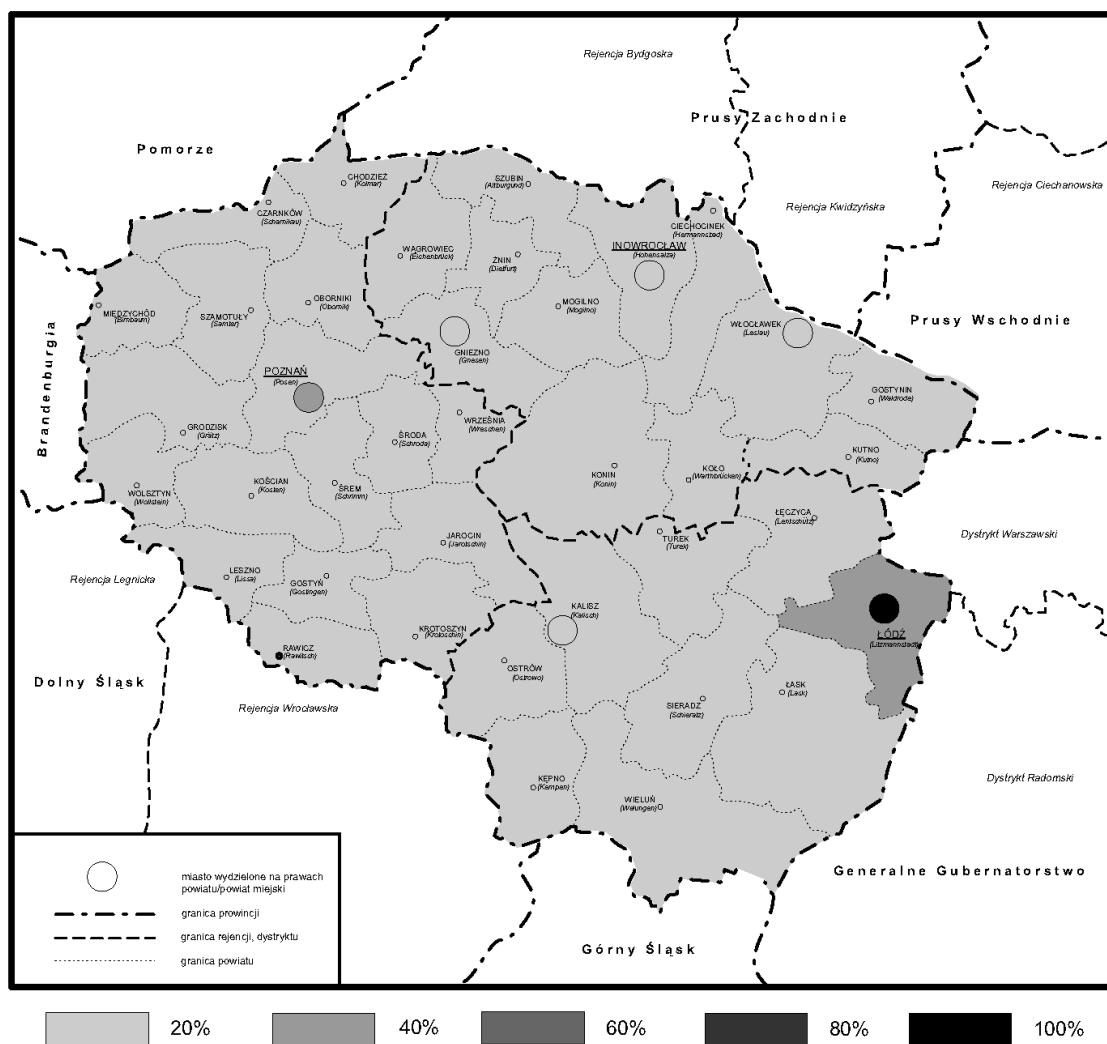 Rejencja Bydgoska
Prusy Zachodnie
Pomorze
Rejencja Ciechanowska
Rejencja Kwidzyńska
CHODZIEŻ
(Kolmar)
SZUBIN
(Altburgund)
CZARNKÓW
(Scharnikau)
CIECHOCINEK
(Hermannsbad)
WĄGROWIEC
(Eichenbrück)
ŻNIN
(Dietfurt)
INOWROCŁAW
(Hohensalza)
MIĘDZYCHÓD
(Birnbaum)
SZAMOTUŁY
(Samter)
OBORNIKI
(Obornik)
MOGILNO
(Mogilno)
WŁOCŁAWEK
(Leslau)
Prusy Wschodnie
Brandenburgia
GNIEZNO
(Gnesen)
POZNAŃ
(Posen)
GOSTYNIN
(Waldrode)
WRZEŚNIA
(Wreschen)
GRODZISK
(Grätz)
ŚRODA
(Schroda)
KUTNO
(Kutno)
WOLSZTYN
(Wollstein)
KOŚCIAN
(Kosten)
ŚREM
(Schrimm)
KONIN
(Konin)
KOŁO
(Warthbrücken)
ŁĘCZYCA
(Lentschütz)
TUREK
(Turek)
Dystrykt Warszawski
JAROCIN
(Jarotschin)
Rejencja Legnicka
LESZNO
(Lissa)
GOSTYŃ
(Gostingen)
KALISZ
(Kalisch)
ŁÓDŹ
(Litzmannstadt)
KROTOSZYN
(Krotoschin)
RAWICZ
(Rawitsch)
OSTRÓW
(Ostrowo)
Dolny Śląsk
Rejencja Wrocławska
SIERADZ
(Schieratz)
ŁASK
(Lask)
KĘPNO
(Kempen)
WIELUŃ
(Welungen)
Dystrykt Radomski
Generalne Gubernatorstwo
Górny Śląsk
miasto wydzielone na prawach
powiatu/powiat miejski
granica prowincji
granica rejencji, dystryktu
granica powiatu
20% 40% 60% 80% 100%